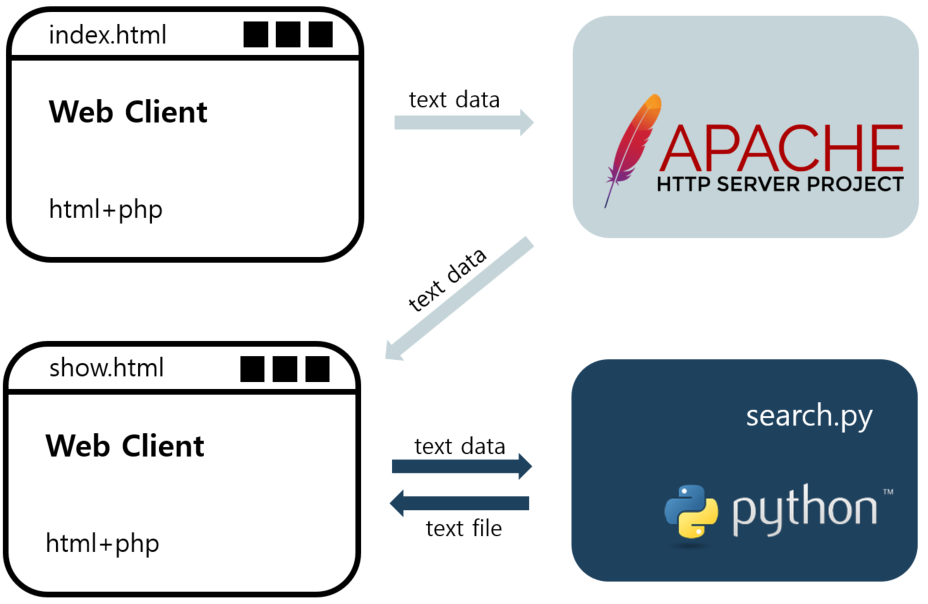 index.html
Web Client
html+php
text data
APACHE
HTTP SERVER PROJECT
text data
show.html
Web Client
html+php
text data
text file
search.py
python™